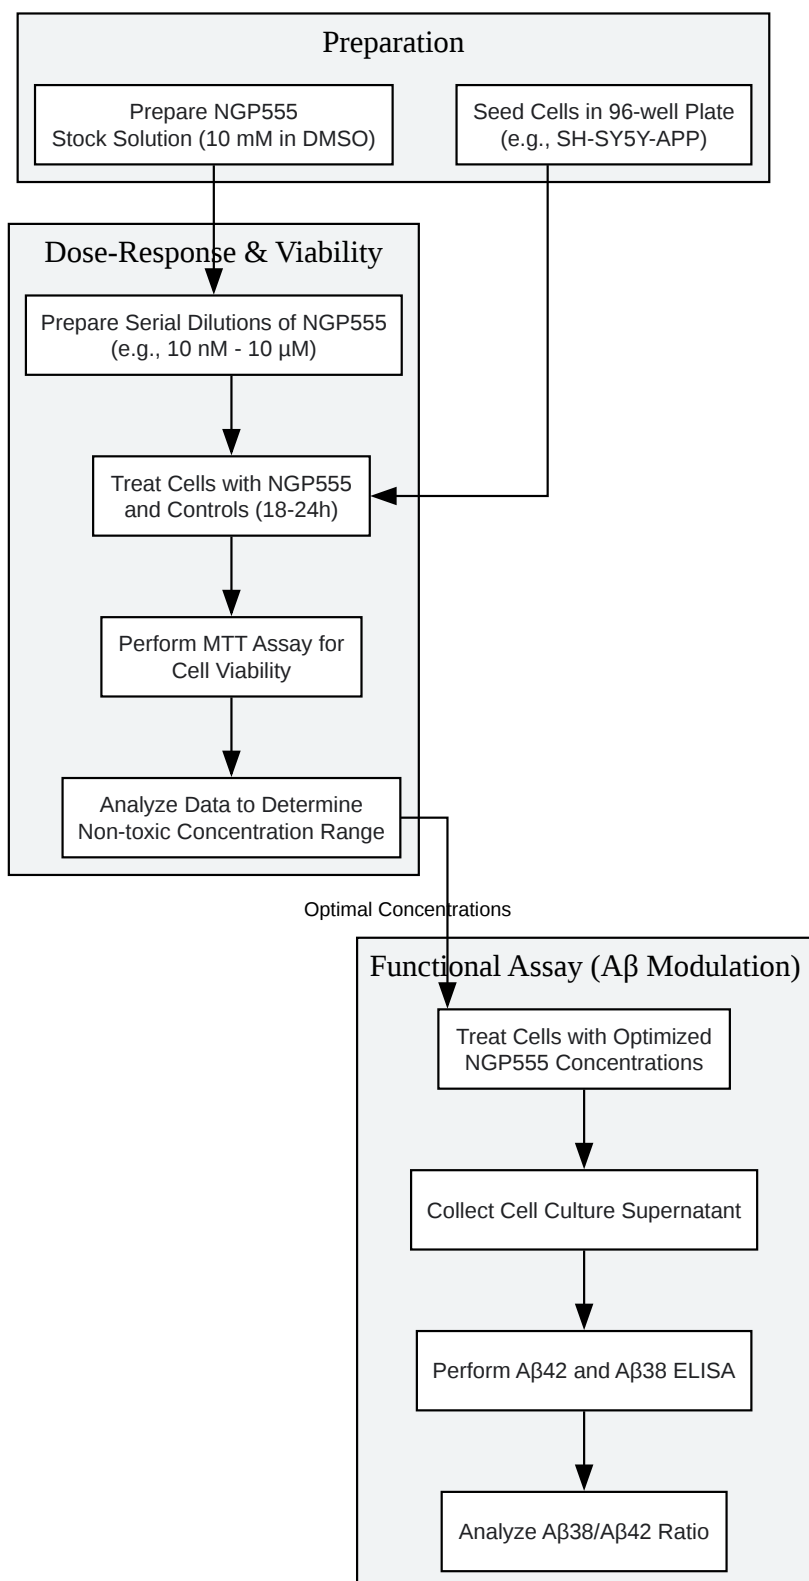 Preparation
Prepare NGP555
Stock Solution (10 mM in DMSO)
Seed Cells in 96-well Plate
(e.g., SH-SY5Y-APP)
Dose-Response & Viability
Prepare Serial Dilutions of NGP555
(e.g., 10 nM - 10 µM)
Treat Cells with NGP555
and Controls (18-24h)
Perform MTT Assay for
Cell Viability
Analyze Data to Determine
Non-toxic Concentration Range
Optimal Concentrations
Functional Assay (Aβ Modulation)
Treat Cells with Optimized
NGP555 Concentrations
Collect Cell Culture Supernatant
Perform Aβ42 and Aβ38 ELISA
Analyze Aβ38/Aβ42 Ratio